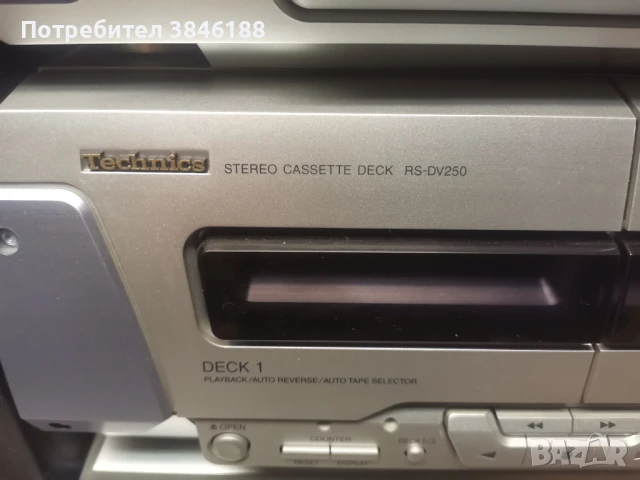 Потребител 3846188
Technics STEREO CASSETTE DECK RS-DV250
DECK 1
PLAYBACK/AUTO REVERSE/AUTO TAPE SELECTOR
OPEN
COUNTER
DECK 1/2
RESET DISPLAY
BAZAR